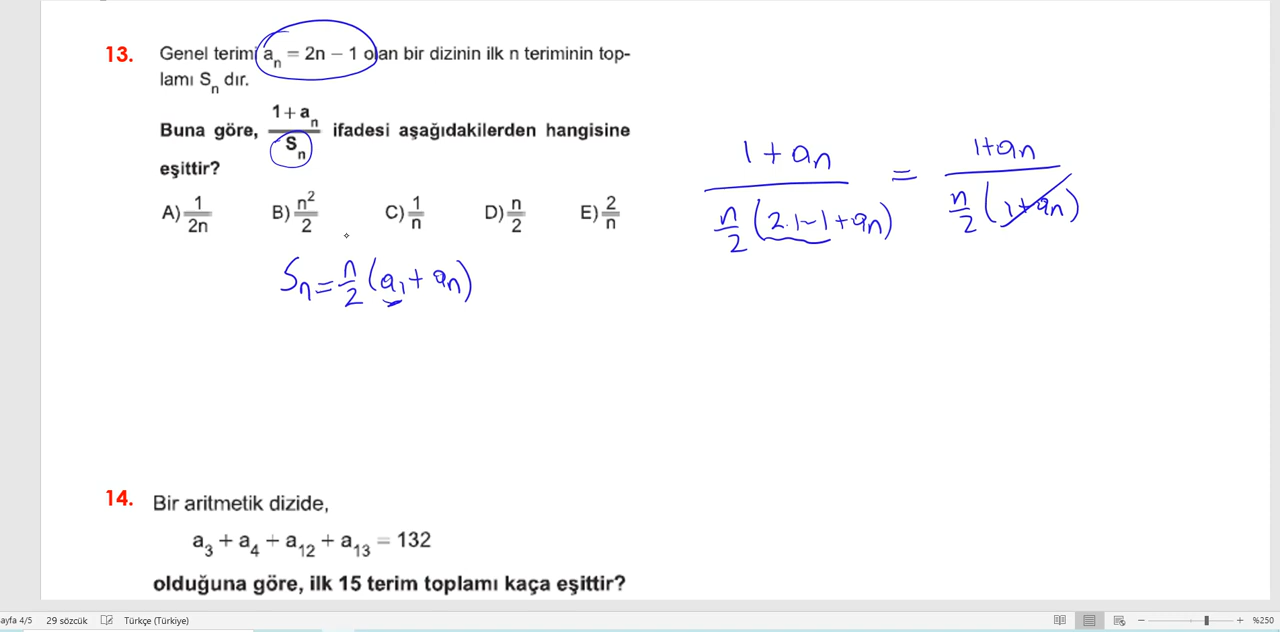 13. Genel terimi aₙ = 2n − 1 olan bir dizinin ilk n teriminin top-
lamı Sₙ dır.
Buna göre, (1+aₙ)/Sₙ ifadesi aşağıdakilerden hangisine
eşittir?
A) 1/2n B) n²/2 C) 1/n D) n/2 E) 2/n
Sₙ = n/2 (a₁ + aₙ)
(1 + aₙ)/(n/2 (2.1−1+aₙ)) = (1+aₙ)/(n/2 (1+aₙ))
14. Bir aritmetik dizide,
a₃ + a₄ + a₁₂ + a₁₃ = 132
olduğuna göre, ilk 15 terim toplamı kaça eşittir?
ayfa 4/5 29 sözcük Türkçe (Türkiye) − + %250